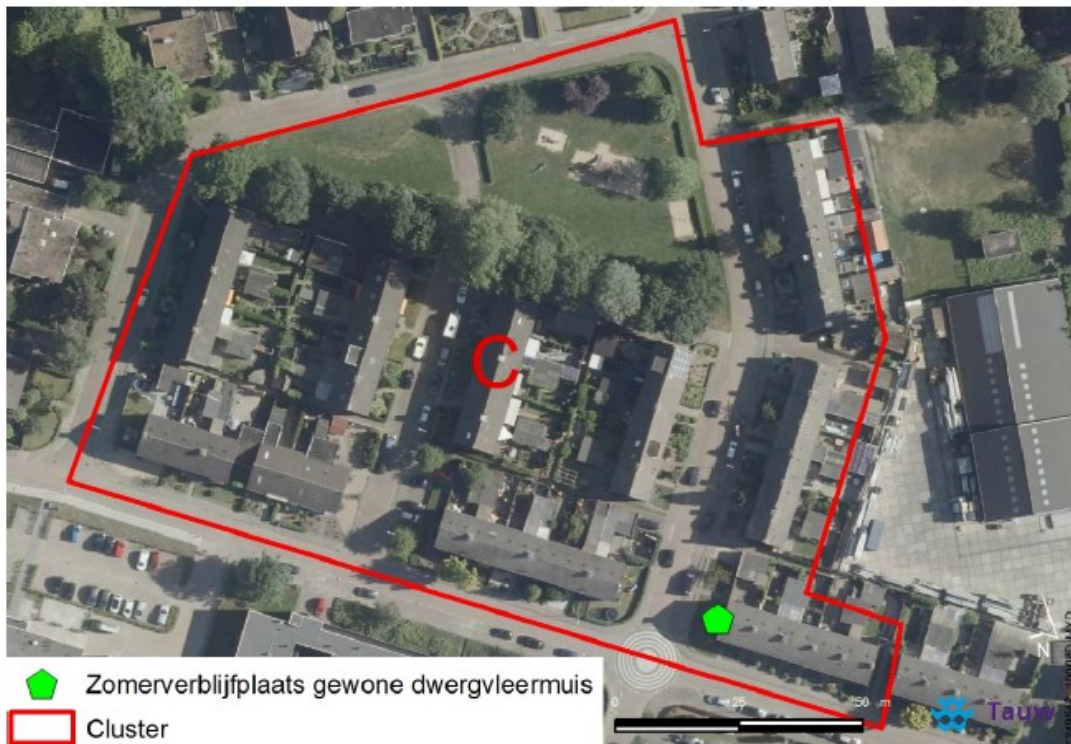 C
N
Zomerverblijfplaats gewone dwergvleermuis
Cluster
0 25 50 m
Tauw